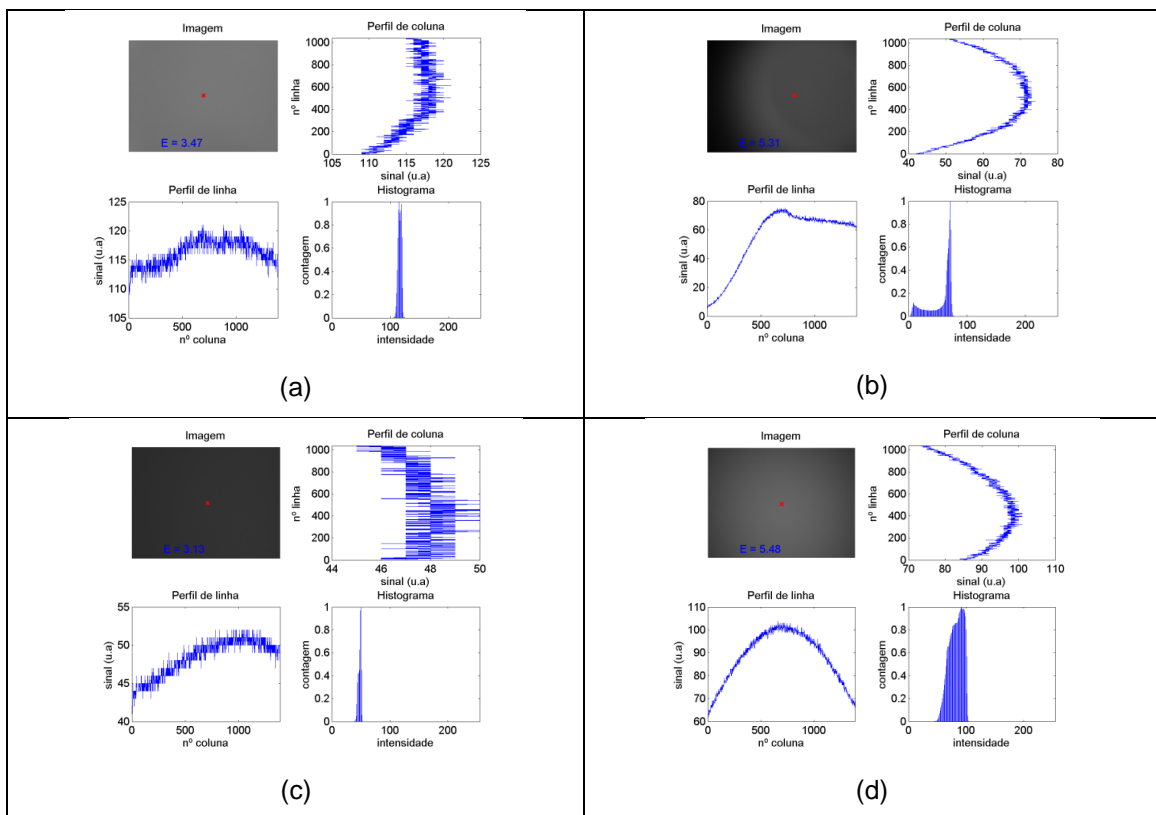 Imagem
E = 3.47
Perfil de coluna
nº linha
1000
800
600
400
200
0
105 110 115 120 125
sinal (u.a)
Perfil de linha
sinal (u.a)
125
120
115
110
105
0 500 1000
nº coluna
Histograma
contagem
1
0.8
0.6
0.4
0.2
0
0 100 200
intensidade
(a)
Imagem
E = 5.31
Perfil de coluna
nº linha
1000
800
600
400
200
0
40 50 60 70 80
sinal (u.a)
Perfil de linha
sinal (u.a)
80
60
40
20
0
0 500 1000
nº coluna
Histograma
contagem
1
0.8
0.6
0.4
0.2
0
0 100 200
intensidade
(b)
Imagem
E = 3.13
Perfil de coluna
nº linha
1000
800
600
400
200
0
44 46 48 50
sinal (u.a)
Perfil de linha
sinal (u.a)
55
50
45
40
0 500 1000
nº coluna
Histograma
contagem
1
0.8
0.6
0.4
0.2
0
0 100 200
intensidade
(c)
Imagem
E = 5.48
Perfil de coluna
nº linha
1000
800
600
400
200
0
70 80 90 100 110
sinal (u.a)
Perfil de linha
sinal (u.a)
110
100
90
80
70
60
0 500 1000
nº coluna
Histograma
contagem
1
0.8
0.6
0.4
0.2
0
0 100 200
intensidade
(d)